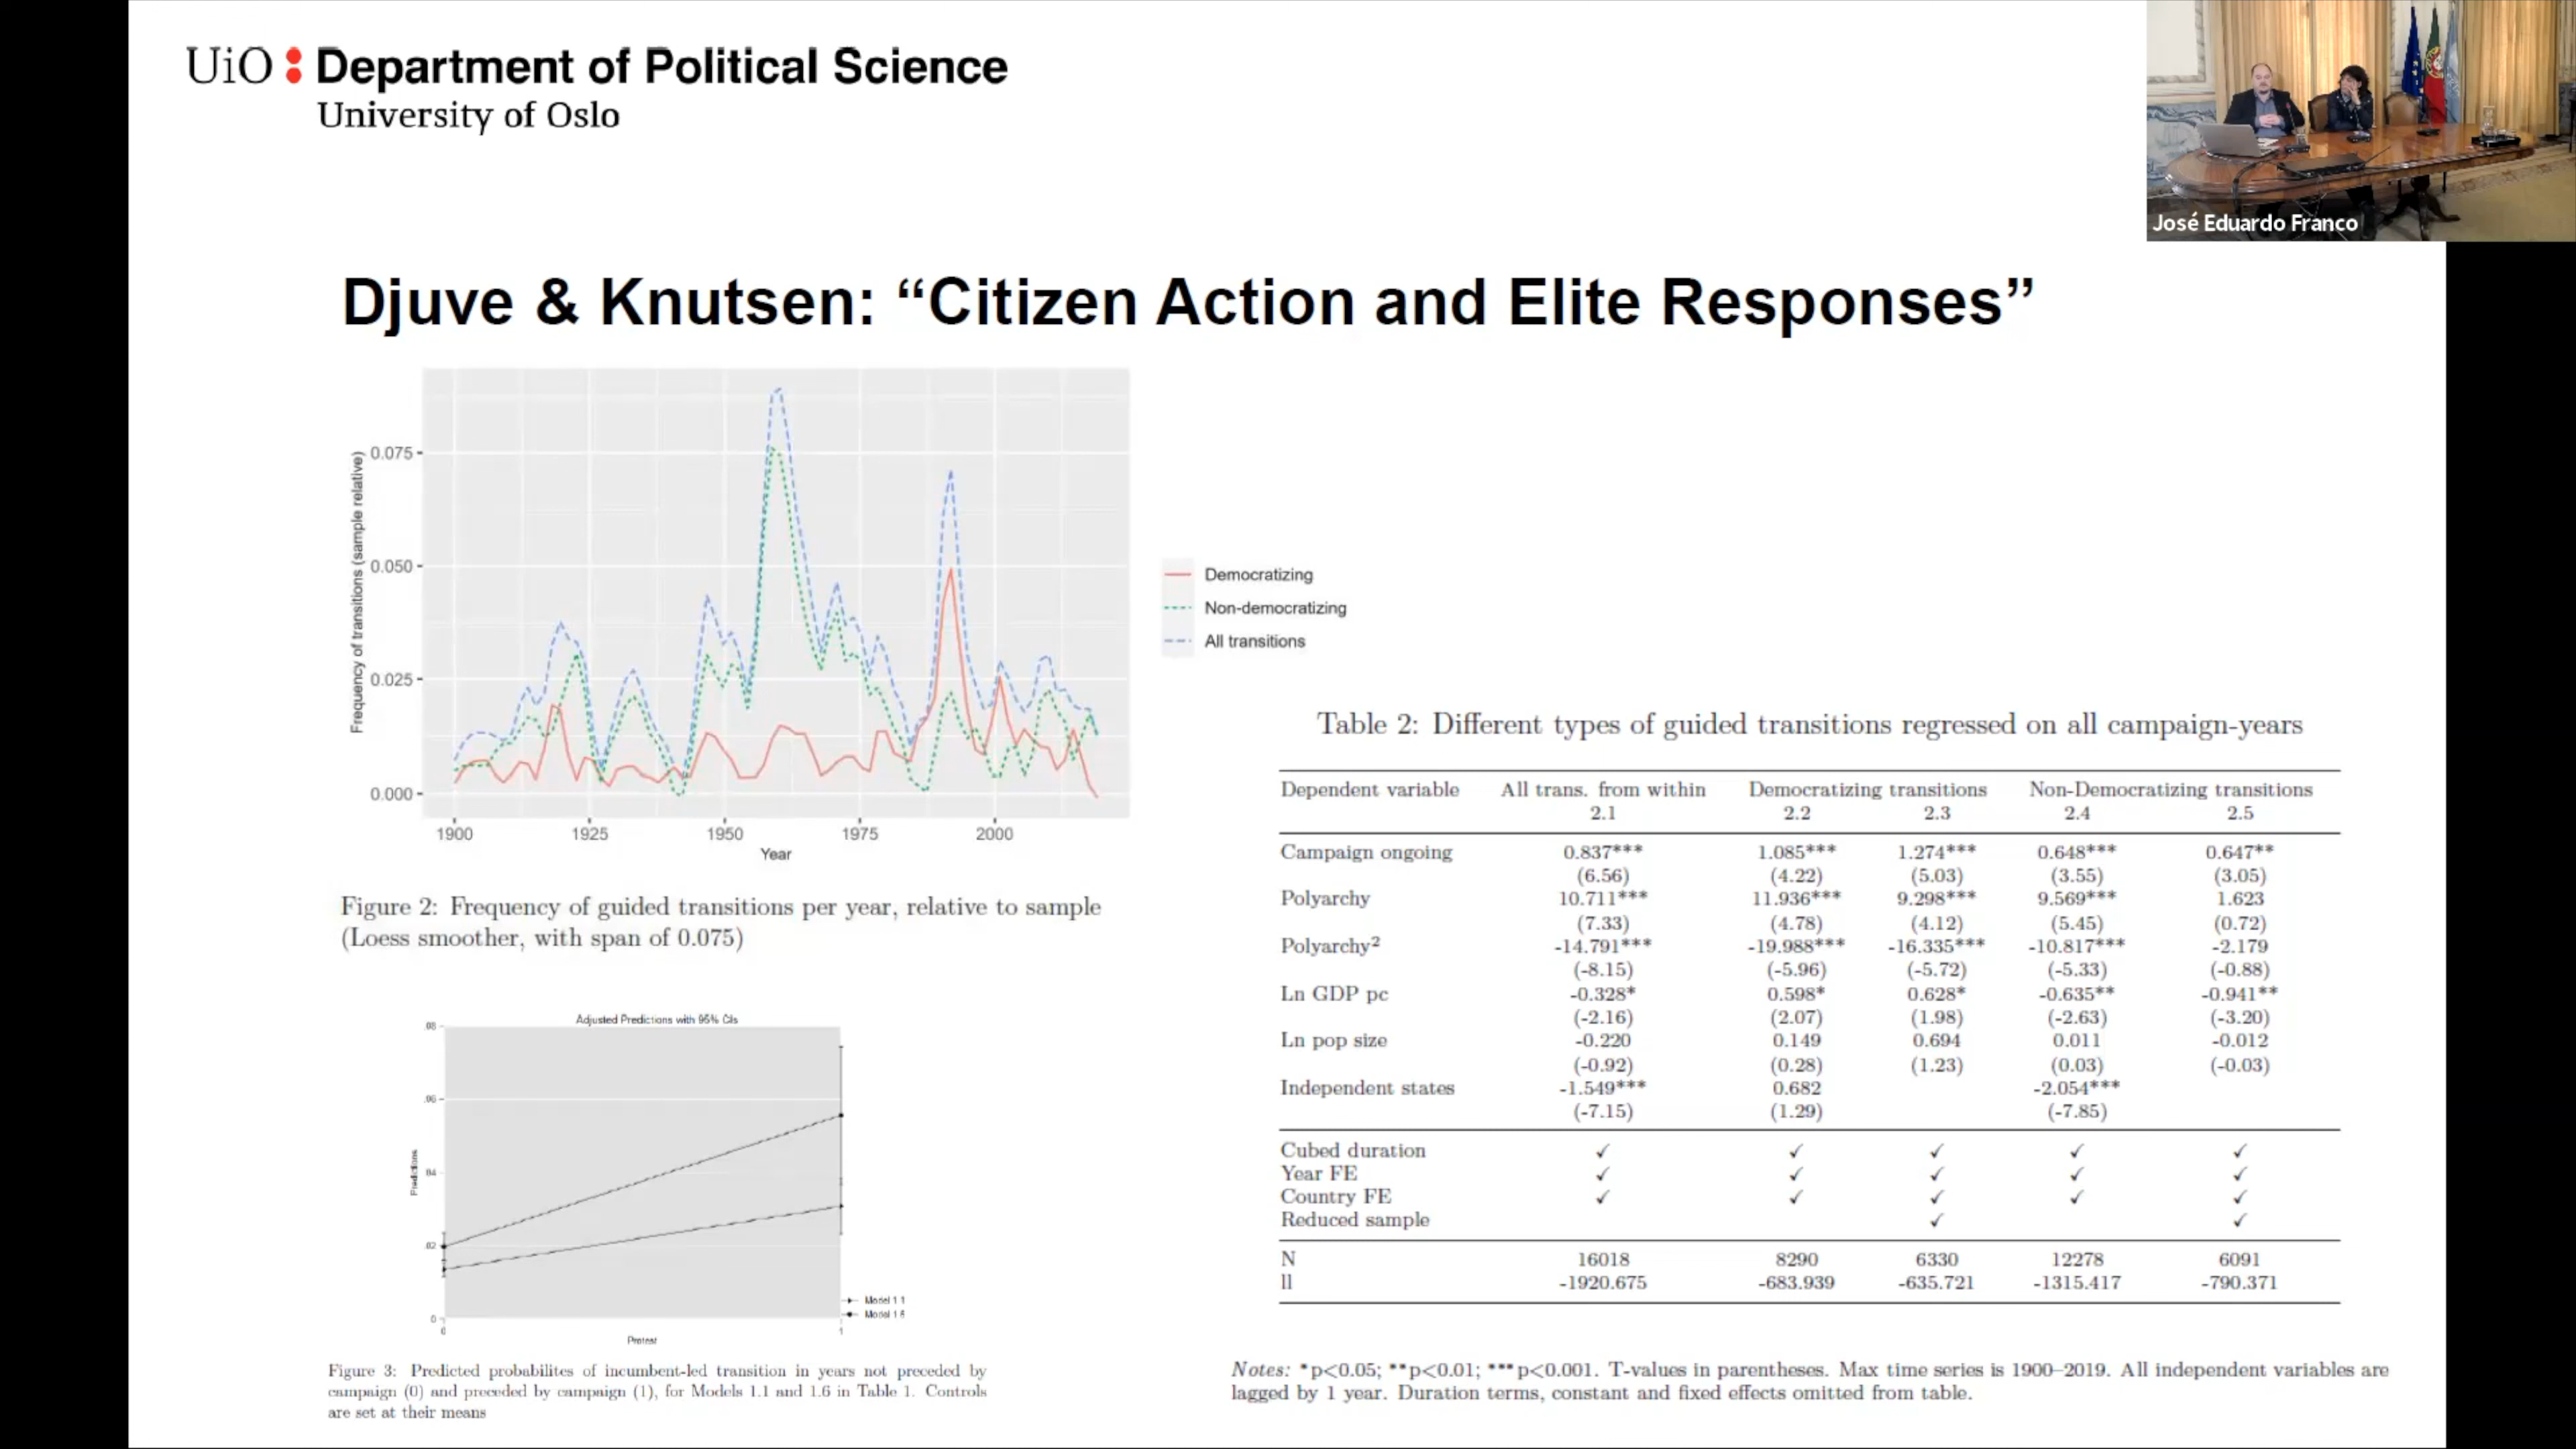 UiO : Department of Political Science
University of Oslo
José Eduardo Franco
Djuve & Knutsen: “Citizen Action and Elite Responses”
Frequency of transitions (sample relative)
0.075
0.050
0.025
0.000
1900 1925 1950 1975 2000
Year
Democratizing
Non-democratizing
All transitions
Figure 2: Frequency of guided transitions per year, relative to sample
(Loess smoother, with span of 0.075)
Adjusted Predictions with 95% CIs
Predictions
.08
.06
.04
.02
0
0 1
Protest
Model 1.1
Model 1.6
Figure 3: Predicted probabilites of incumbent-led transition in years not preceded by
campaign (0) and preceded by campaign (1), for Models 1.1 and 1.6 in Table 1. Controls
are set at their means
Table 2: Different types of guided transitions regressed on all campaign-years
Dependent variable All trans. from within Democratizing transitions Non-Democratizing transitions
2.1 2.2 2.3 2.4 2.5
Campaign ongoing 0.837*** 1.085*** 1.274*** 0.648*** 0.647**
(6.56) (4.22) (5.03) (3.55) (3.05)
Polyarchy 10.711*** 11.936*** 9.298*** 9.569*** 1.623
(7.33) (4.78) (4.12) (5.45) (0.72)
Polyarchy² -14.791*** -19.988*** -16.335*** -10.817*** -2.179
(-8.15) (-5.96) (-5.72) (-5.33) (-0.88)
Ln GDP pc -0.328* 0.598* 0.628* -0.635** -0.941**
(-2.16) (2.07) (1.98) (-2.63) (-3.20)
Ln pop size -0.220 0.149 0.694 0.011 -0.012
(-0.92) (0.28) (1.23) (0.03) (-0.03)
Independent states -1.549*** 0.682 -2.054***
(-7.15) (1.29) (-7.85)
Cubed duration ✓ ✓ ✓ ✓ ✓
Year FE ✓ ✓ ✓ ✓ ✓
Country FE ✓ ✓ ✓ ✓ ✓
Reduced sample ✓ ✓
N 16018 8290 6330 12278 6091
ll -1920.675 -683.939 -635.721 -1315.417 -790.371
Notes: *p<0.05; **p<0.01; ***p<0.001. T-values in parentheses. Max time series is 1900–2019. All independent variables are
lagged by 1 year. Duration terms, constant and fixed effects omitted from table.